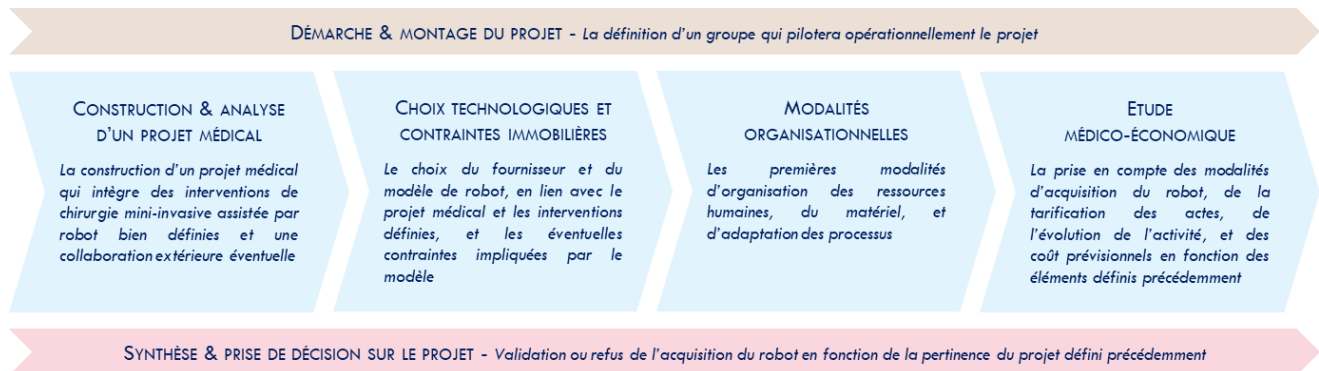 DÉMARCHE & MONTAGE DU PROJET - La définition d'un groupe qui pilotera opérationnellement le projet
CONSTRUCTION & ANALYSE
D'UN PROJET MÉDICAL
La construction d'un projet médical
qui intègre des interventions de
chirurgie mini-invasive assistée par
robot bien définies et une
collaboration extérieure éventuelle
CHOIX TECHNOLOGIQUES ET
CONTRAINTES IMMOBILIÈRES
Le choix du fournisseur et du
modèle de robot, en lien avec le
projet médical et les interventions
définies, et les éventuelles
contraintes impliquées par le
modèle
MODALITÉS
ORGANISATIONNELLES
Les premières modalités
d'organisation des ressources
humaines, du matériel, et
d'adaptation des processus
ETUDE
MÉDICO-ÉCONOMIQUE
La prise en compte des modalités
d'acquisition du robot, de la
tarification des actes, de
l'évolution de l'activité, et des
coût prévisionnels en fonction des
éléments définis précédemment
SYNTHÈSE & PRISE DE DÉCISION SUR LE PROJET - Validation ou refus de l'acquisition du robot en fonction de la pertinence du projet défini précédemment